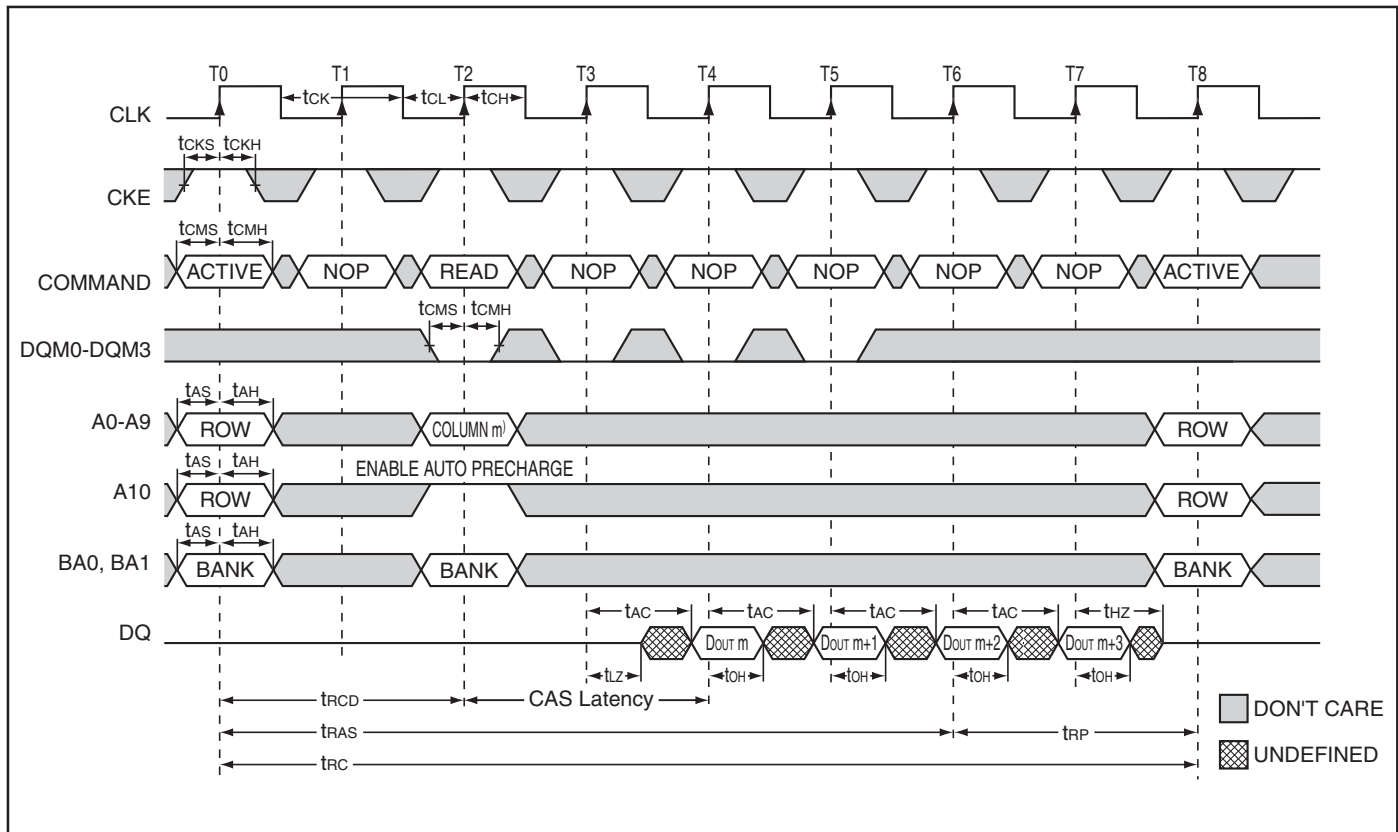 T0 T1 T2 T3 T4 T5 T6 T7 T8
CLK tCK tCL tCH
tCKS tCKH
CKE
tCMS tCMH
COMMAND ACTIVE NOP READ NOP NOP NOP NOP NOP ACTIVE
tCMS tCMH
DQM0-DQM3
tAS tAH
A0-A9 ROW COLUMN m) ROW
tAS tAH ENABLE AUTO PRECHARGE
A10 ROW ROW
tAS tAH
BA0, BA1 BANK BANK BANK
tAC tAC tAC tAC tHZ
DQ DOUT m DOUT m+1 DOUT m+2 DOUT m+3
tLZ tOH tOH tOH tOH
tRCD CAS Latency
DON'T CARE
tRAS tRP
UNDEFINED
tRC